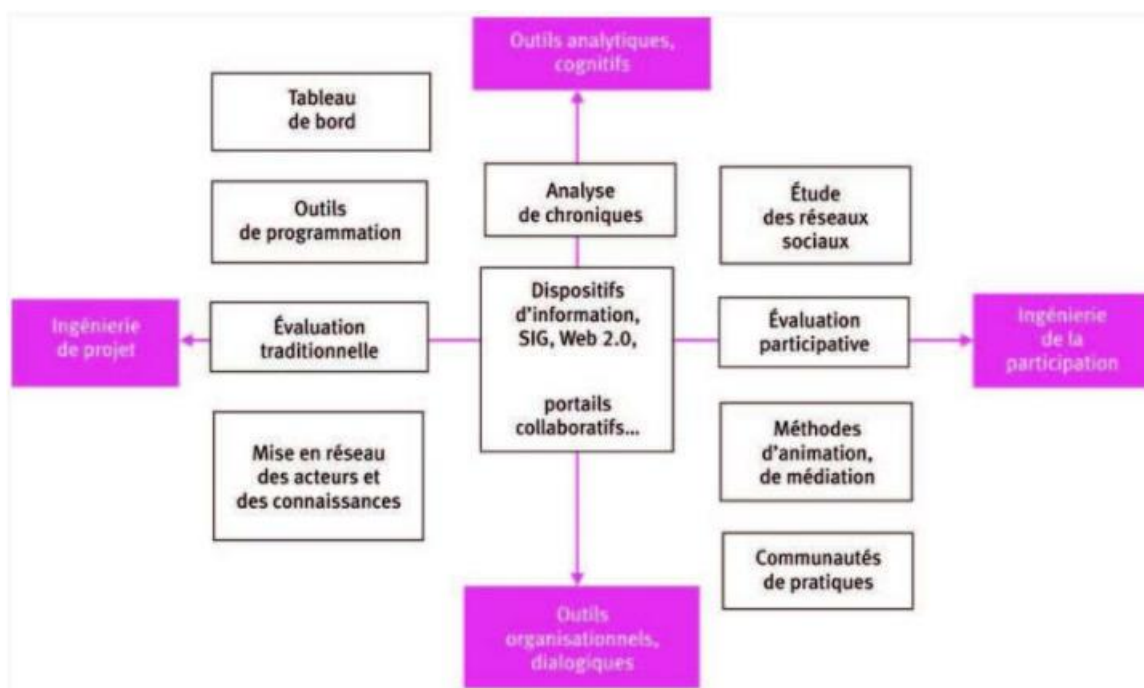 Outils analytiques,
cognitifs
Tableau
de bord
Analyse
de chroniques
Étude
des réseaux
sociaux
Outils
de programmation
Ingénierie
de projet
Évaluation
traditionnelle
Dispositifs
d'information,
SIG, Web 2.0,
portails
collaboratifs...
Évaluation
participative
Ingénierie
de la
participation
Mise en réseau
des acteurs et
des connaissances
Méthodes
d'animation,
de médiation
Communautés
de pratiques
Outils
organisationnels,
dialogiques